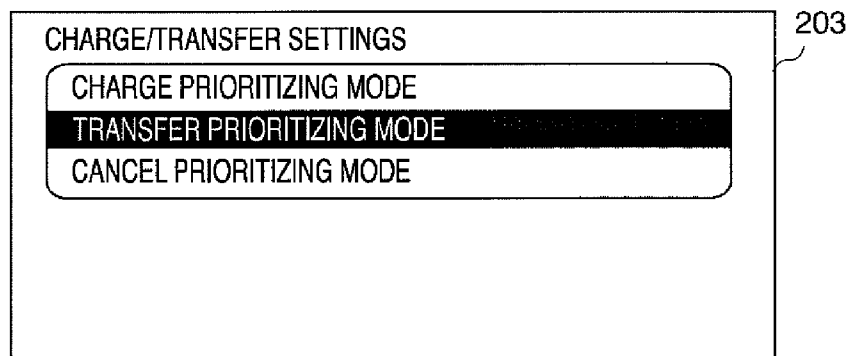 CHARGE/TRANSFER SETTINGS
203
CHARGE PRIORITIZING MODE
TRANSFER PRIORITIZING MODE
CANCEL PRIORITIZING MODE